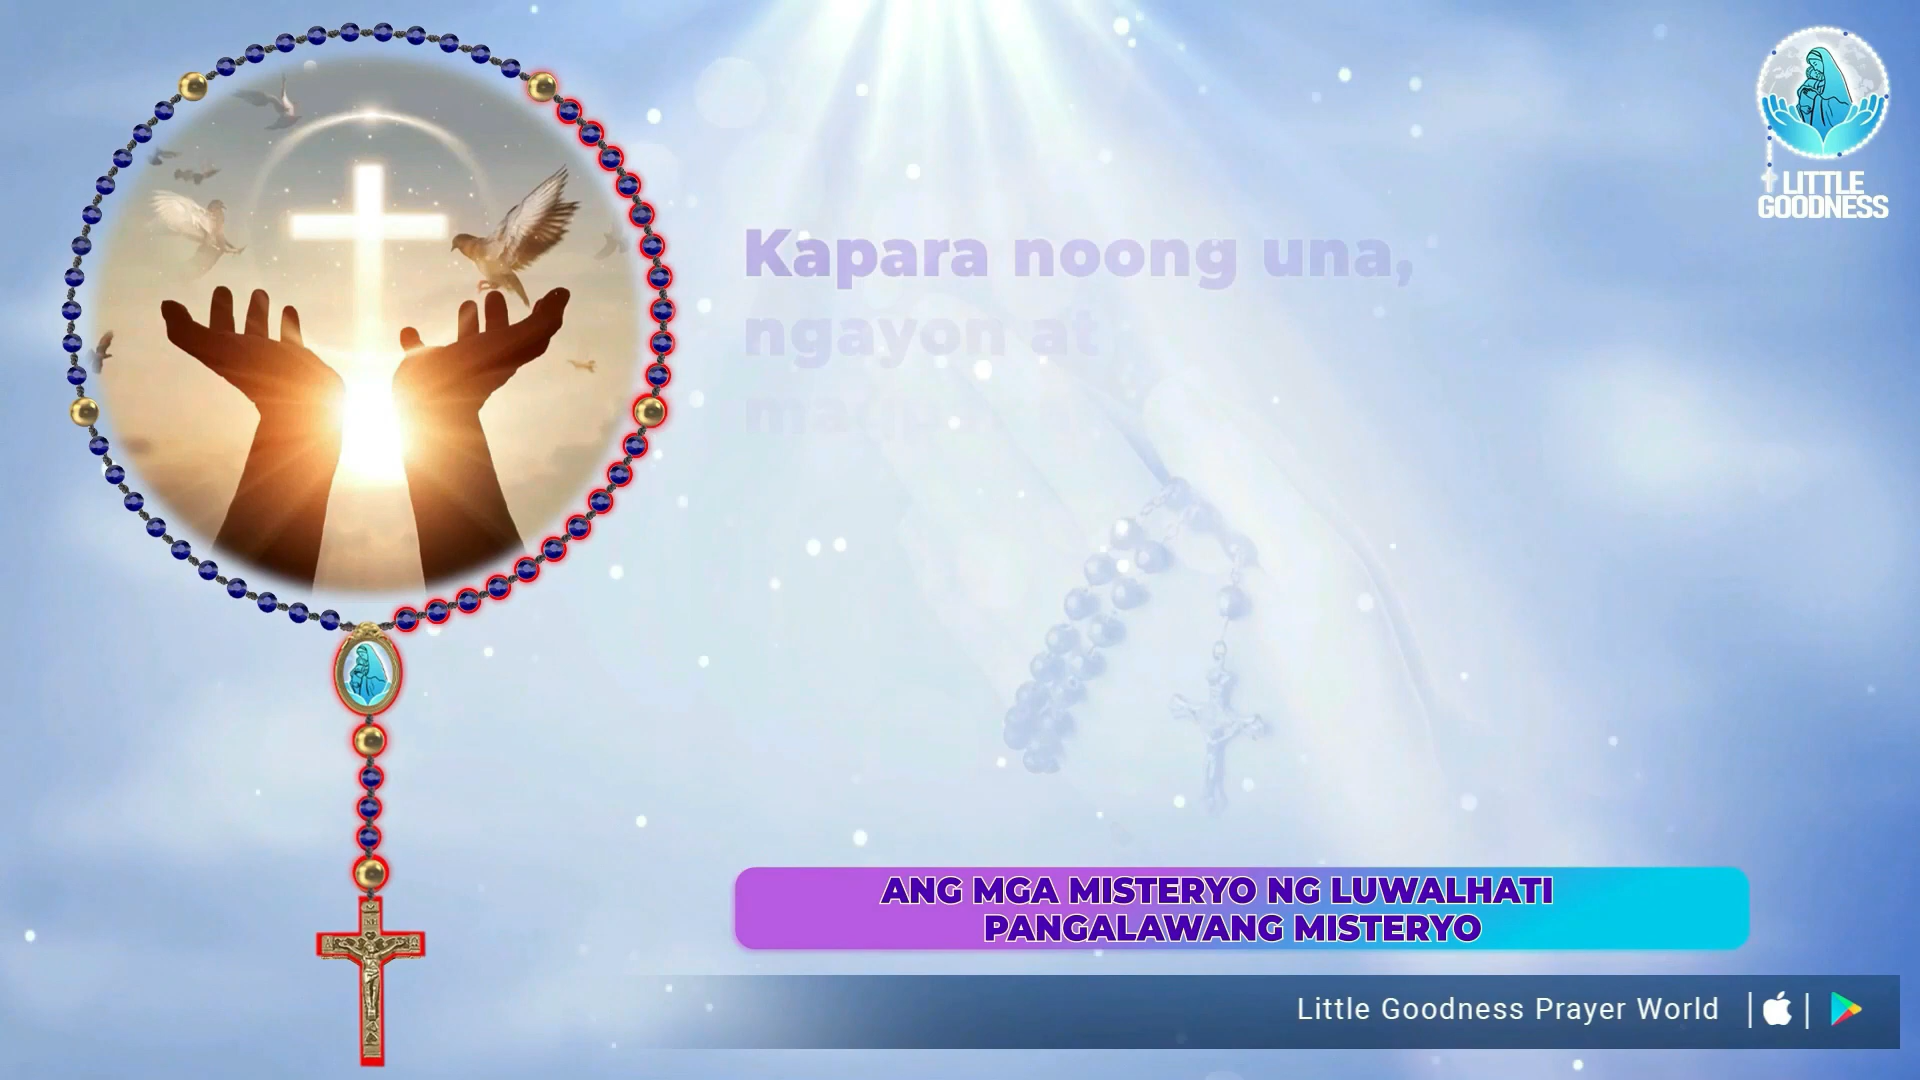 LITTLE
GOODNESS
Kapara noong una,
ngayon at
ANG MGA MISTERYO NG LUWALHATI
PANGALAWANG MISTERYO
Little Goodness Prayer World